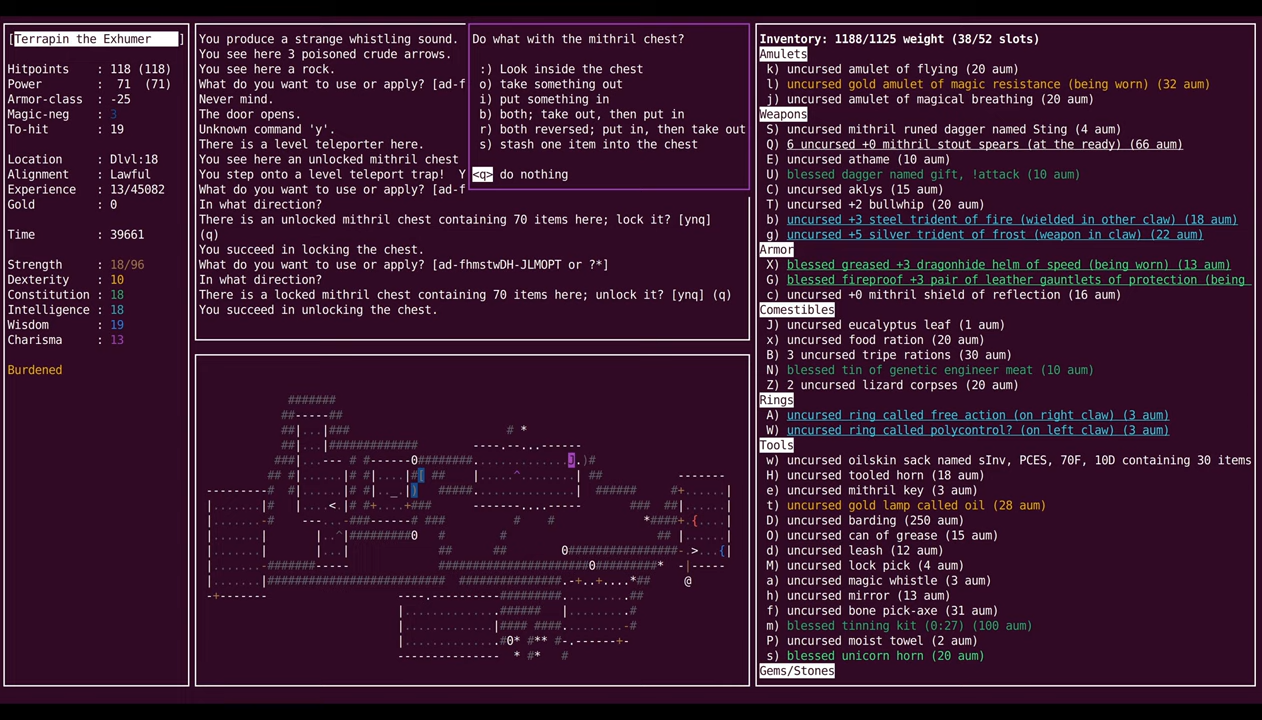 [Terrapin the Exhumer ]
Hitpoints : 118 (118)
Power : 71 (71)
Armor-class : -25
Magic-neg : 3
To-hit : 19
Location : Dlvl:18
Alignment : Lawful
Experience : 13/45082
Gold : 0
Time : 39661
Strength : 18/96
Dexterity : 10
Constitution : 18
Intelligence : 18
Wisdom : 19
Charisma : 13
Burdened
You produce a strange whistling sound.
You see here 3 poisoned crude arrows.
You see here a rock.
What do you want to use or apply? [ad-f
Never mind.
The door opens.
Unknown command 'y'.
There is a level teleporter here.
You see here an unlocked mithril chest
You step onto a level teleport trap! Y
What do you want to use or apply? [ad-f
In what direction?
There is an unlocked mithril chest containing 70 items here; lock it? [ynq]
(q)
You succeed in locking the chest.
What do you want to use or apply? [ad-fhmstwDH-JLMOPT or ?*]
In what direction?
There is a locked mithril chest containing 70 items here; unlock it? [ynq] (q)
You succeed in unlocking the chest.
Do what with the mithril chest?
:) Look inside the chest
o) take something out
i) put something in
b) both; take out, then put in
r) both reversed; put in, then take out
s) stash one item into the chest
<q> do nothing
Inventory: 1188/1125 weight (38/52 slots)
Amulets
k) uncursed amulet of flying (20 aum)
l) uncursed gold amulet of magic resistance (being worn) (32 aum)
j) uncursed amulet of magical breathing (20 aum)
Weapons
S) uncursed mithril runed dagger named Sting (4 aum)
Q) 6 uncursed +0 mithril stout spears (at the ready) (66 aum)
E) uncursed athame (10 aum)
U) blessed dagger named gift, !attack (10 aum)
C) uncursed aklys (15 aum)
T) uncursed +2 bullwhip (20 aum)
b) uncursed +3 steel trident of fire (wielded in other claw) (18 aum)
g) uncursed +5 silver trident of frost (weapon in claw) (22 aum)
Armor
X) blessed greased +3 dragonhide helm of speed (being worn) (13 aum)
G) blessed fireproof +3 pair of leather gauntlets of protection (being
c) uncursed +0 mithril shield of reflection (16 aum)
Comestibles
J) uncursed eucalyptus leaf (1 aum)
x) uncursed food ration (20 aum)
B) 3 uncursed tripe rations (30 aum)
N) blessed tin of genetic engineer meat (10 aum)
Z) 2 uncursed lizard corpses (20 aum)
Rings
A) uncursed ring called free action (on right claw) (3 aum)
W) uncursed ring called polycontrol? (on left claw) (3 aum)
Tools
w) uncursed oilskin sack named sInv, PCES, 70F, 10D containing 30 items
H) uncursed tooled horn (18 aum)
e) uncursed mithril key (3 aum)
t) uncursed gold lamp called oil (28 aum)
D) uncursed barding (250 aum)
O) uncursed can of grease (15 aum)
d) uncursed leash (12 aum)
M) uncursed lock pick (4 aum)
a) uncursed magic whistle (3 aum)
h) uncursed mirror (13 aum)
f) uncursed bone pick-axe (31 aum)
m) blessed tinning kit (0:27) (100 aum)
P) uncursed moist towel (2 aum)
s) blessed unicorn horn (20 aum)
Gems/Stones